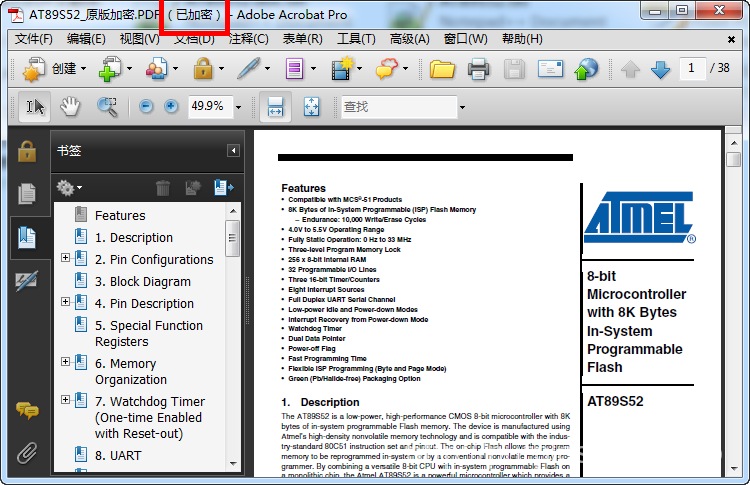 AT89S52_原版加密.PDF (已加密) - Adobe Acrobat Pro
文件(F) 编辑(E) 视图(V) 文档(D) 注释(C) 表单(R) 工具(T) 高级(A) 窗口(W) 帮助(H)
创建
1 / 38
49.9% 查找
书签
Features
1. Description
2. Pin Configurations
3. Block Diagram
4. Pin Description
5. Special Function
Registers
6. Memory
Organization
7. Watchdog Timer
(One-time Enabled
with Reset-out)
8. UART
Features
• Compatible with MCS®-51 Products
• 8K Bytes of In-System Programmable (ISP) Flash Memory
– Endurance: 10,000 Write/Erase Cycles
• 4.0V to 5.5V Operating Range
• Fully Static Operation: 0 Hz to 33 MHz
• Three-level Program Memory Lock
• 256 x 8-bit Internal RAM
• 32 Programmable I/O Lines
• Three 16-bit Timer/Counters
• Eight Interrupt Sources
• Full Duplex UART Serial Channel
• Low-power Idle and Power-down Modes
• Interrupt Recovery from Power-down Mode
• Watchdog Timer
• Dual Data Pointer
• Power-off Flag
• Fast Programming Time
• Flexible ISP Programming (Byte and Page Mode)
• Green (Pb/Halide-free) Packaging Option
1. Description
The AT89S52 is a low-power, high-performance CMOS 8-bit microcontroller with 8K
bytes of in-system programmable Flash memory. The device is manufactured using
Atmel's high-density nonvolatile memory technology and is compatible with the indus-
try-standard 80C51 instruction set and pinout. The on-chip Flash allows the program
memory to be reprogrammed in-system or by a conventional nonvolatile memory pro-
grammer. By combining a versatile 8-bit CPU with in-system programmable Flash on
a monolithic chip, the Atmel AT89S52 is a powerful microcontroller which provides a
ATMEL ®
8-bit
Microcontroller
with 8K Bytes
In-System
Programmable
Flash
AT89S52